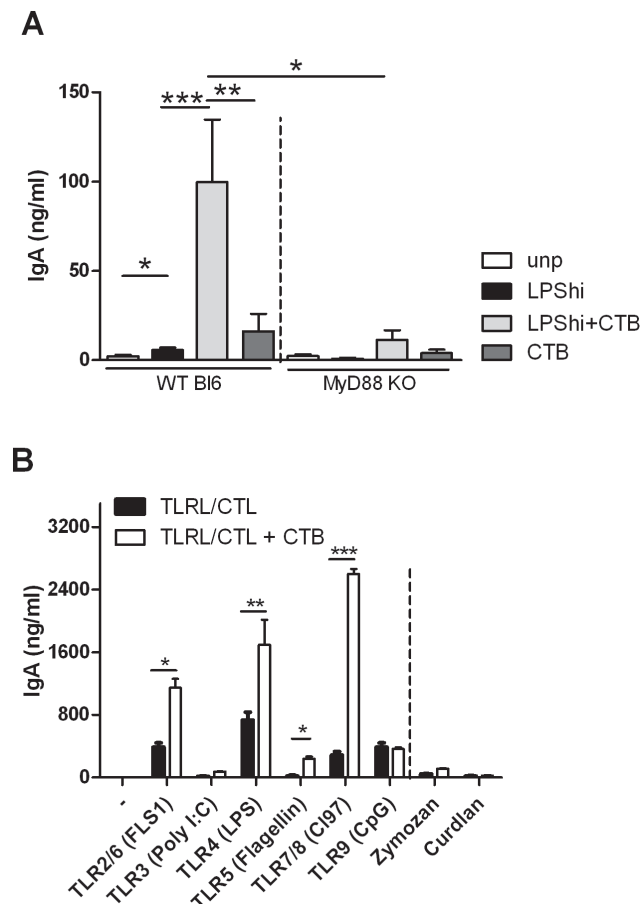 A
*
*** **
150
100
50
0
IgA (ng/ml)
*
WT Bl6
MyD88 KO
unp
LPShi
LPShi+CTB
CTB
B
TLRL/CTL
TLRL/CTL + CTB
3200
2400
1600
800
0
IgA (ng/ml)
*
**
*
***
-
TLR2/6 (FLS1)
TLR3 (Poly I:C)
TLR4 (LPS)
TLR5 (Flagellin)
TLR7/8 (Cl97)
TLR9 (CpG)
Zymozan
Curdlan